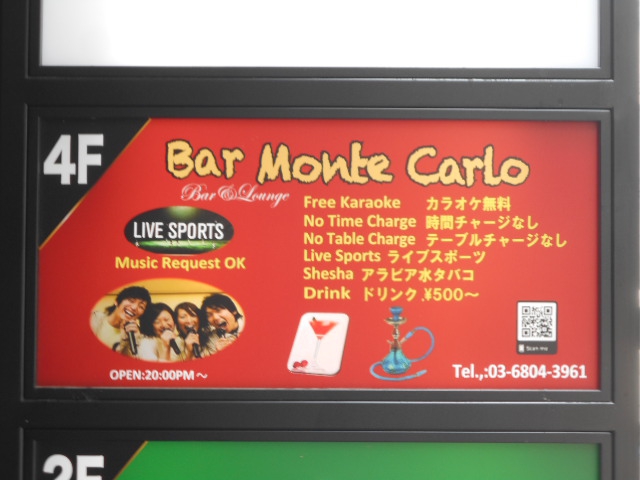 4F
Bar Monte Carlo
Bar & Lounge
LIVE SPORTS
Music Request OK
Free Karaoke カラオケ無料
No Time Charge 時間チャージなし
No Table Charge テーブルチャージなし
Live Sports ライブスポーツ
Shesha アラビア水タバコ
Drink ドリンク ¥500～
Scan me
OPEN:20:00PM～
Tel.,:03-6804-3961